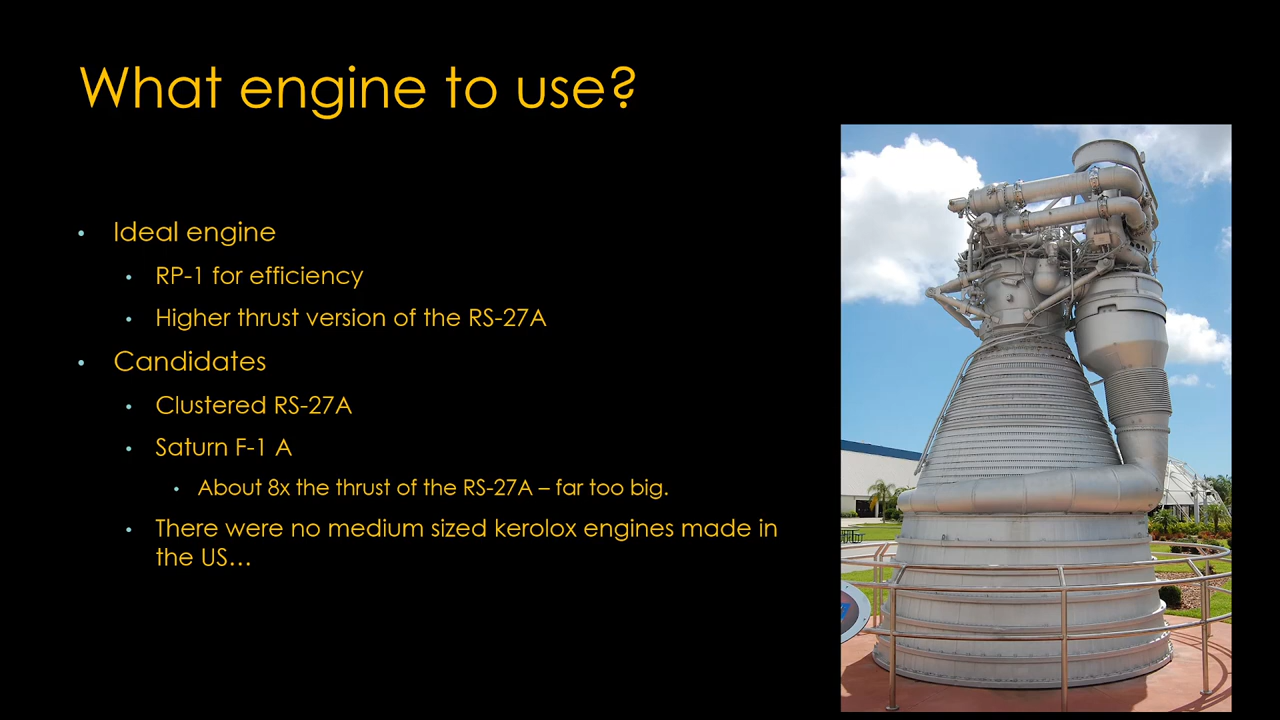 What engine to use?
Ideal engine
RP-1 for efficiency
Higher thrust version of the RS-27A
Candidates
Clustered RS-27A
Saturn F-1 A
About 8x the thrust of the RS-27A – far too big.
There were no medium sized kerolox engines made in
the US…